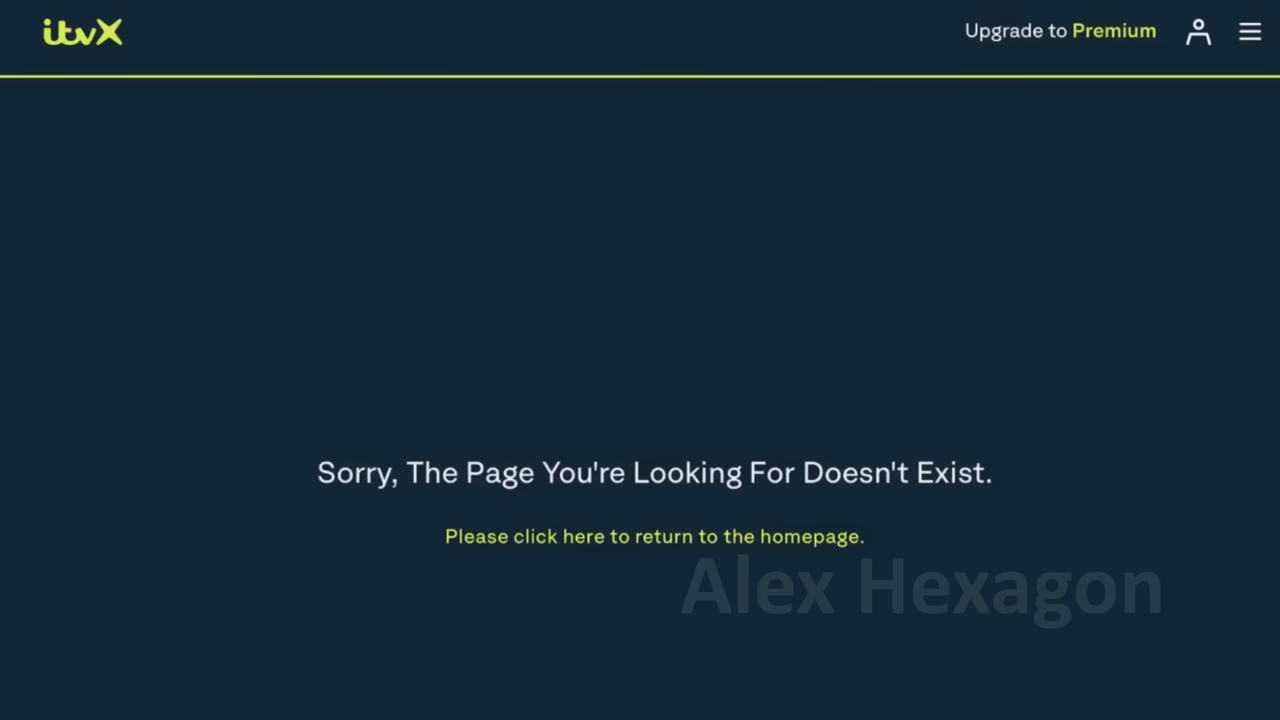 itvX
Upgrade to Premium
Sorry, The Page You're Looking For Doesn't Exist.
Please click here to return to the homepage.
Alex Hexagon